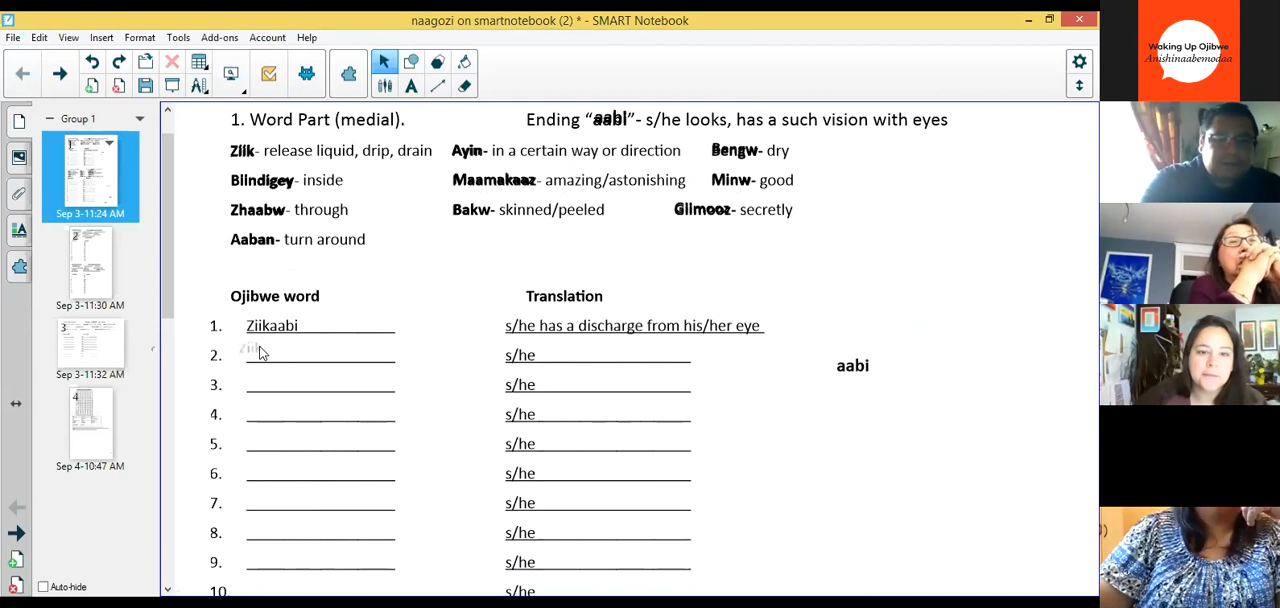 naagozi on smartnotebook (2) * - SMART Notebook
File Edit View Insert Format Tools Add-ons Account Help
Group 1
1
Sep 3-11:24 AM
2
Sep 3-11:30 AM
3
Sep 3-11:32 AM
4
Sep 4-10:47 AM
Auto-hide
1. Word Part (medial). Ending “aabi”- s/he looks, has a such vision with eyes
Ziik- release liquid, drip, drain Ayin- in a certain way or direction Bengw- dry
Biindigey- inside Maamakaaz- amazing/astonishing Minw- good
Zhaabw- through Bakw- skinned/peeled Giimooz- secretly
Aaban- turn around
Ojibwe word Translation
1. Ziikaabi s/he has a discharge from his/her eye
2. s/he
aabi
3. s/he
4. s/he
5. s/he
6. s/he
7. s/he
8. s/he
9. s/he
10. s/he
Waking Up Ojibwe
Anishinaabemodaa